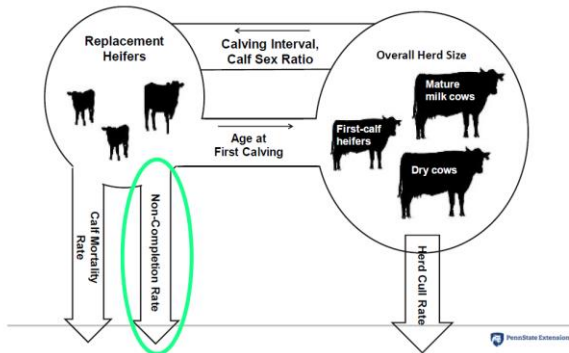 Replacement
Heifers
Calving Interval,
Calf Sex Ratio
Overall Herd Size
Mature
milk cows
First-calf
heifers
Dry cows
Age at
First Calving
Calf Mortality
Rate
Non-Completion Rate
Herd Cull Rate
PennState Extension